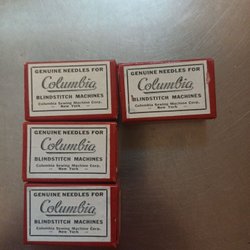 GENUINE NEEDLES FOR
Columbia
BLINDSTITCH MACHINES
Columbia Sewing Machine Corp.
— New York —
GENUINE NEEDLES FOR
Columbia
BLINDSTITCH MACHINES
Columbia Sewing Machine Corp.
— New York —
GENUINE NEEDLES FOR
Columbia
BLINDSTITCH MACHINES
Columbia Sewing Machine Corp.
— New York —
GENUINE NEEDLES FOR
Columbia
BLINDSTITCH MACHINES
Columbia Sewing Machine Corp.
— New York —